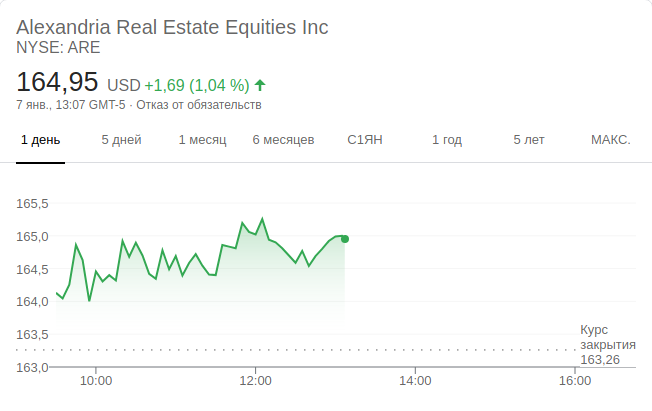 Alexandria Real Estate Equities Inc
NYSE: ARE
164,95 USD +1,69 (1,04 %)
7 янв., 13:07 GMT-5 · Отказ от обязательств
1 день 5 дней 1 месяц 6 месяцев С1ЯН 1 год 5 лет МАКС.
165,5
165,0
164,5
164,0
163,5
Курс
закрытия
163,26
163,0
10:00 12:00 14:00 16:00